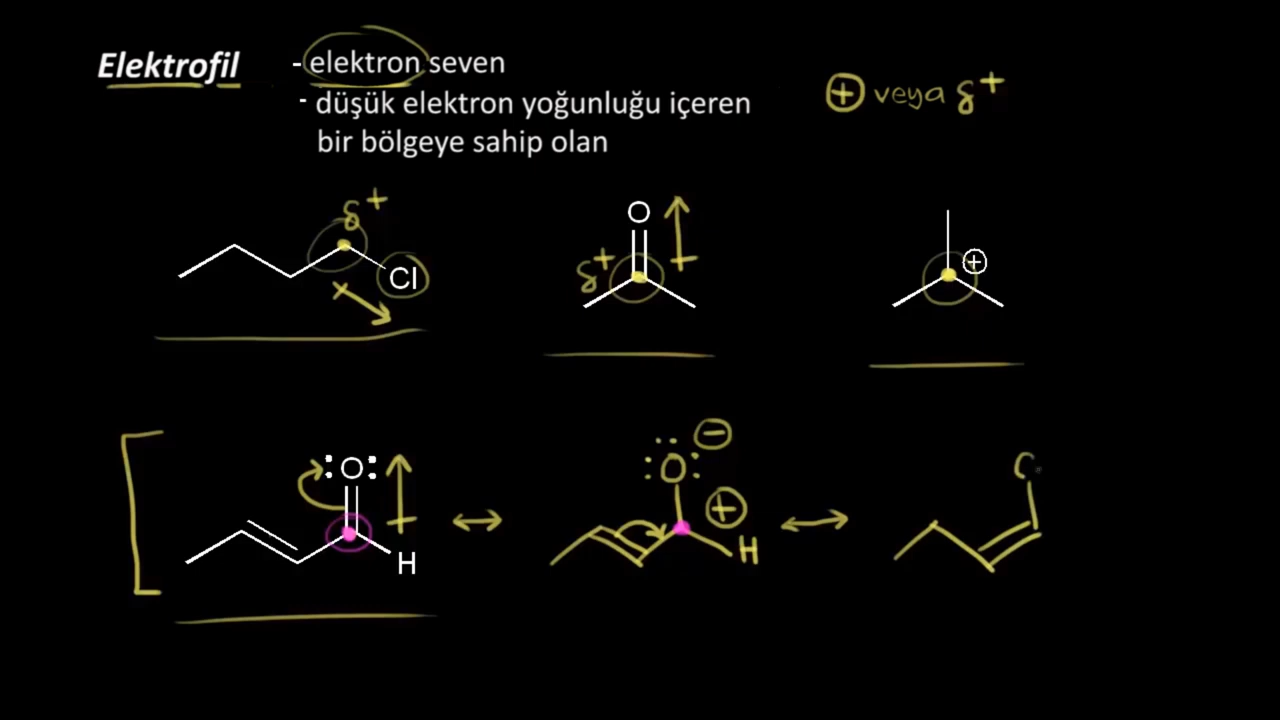 Elektrofil
- elektron seven
- düşük elektron yoğunluğu içeren
bir bölgeye sahip olan
⊕ veya δ+
δ+
Cl
O
δ+
⊕
:O:
H
:Ö:
⊖
⊕
H